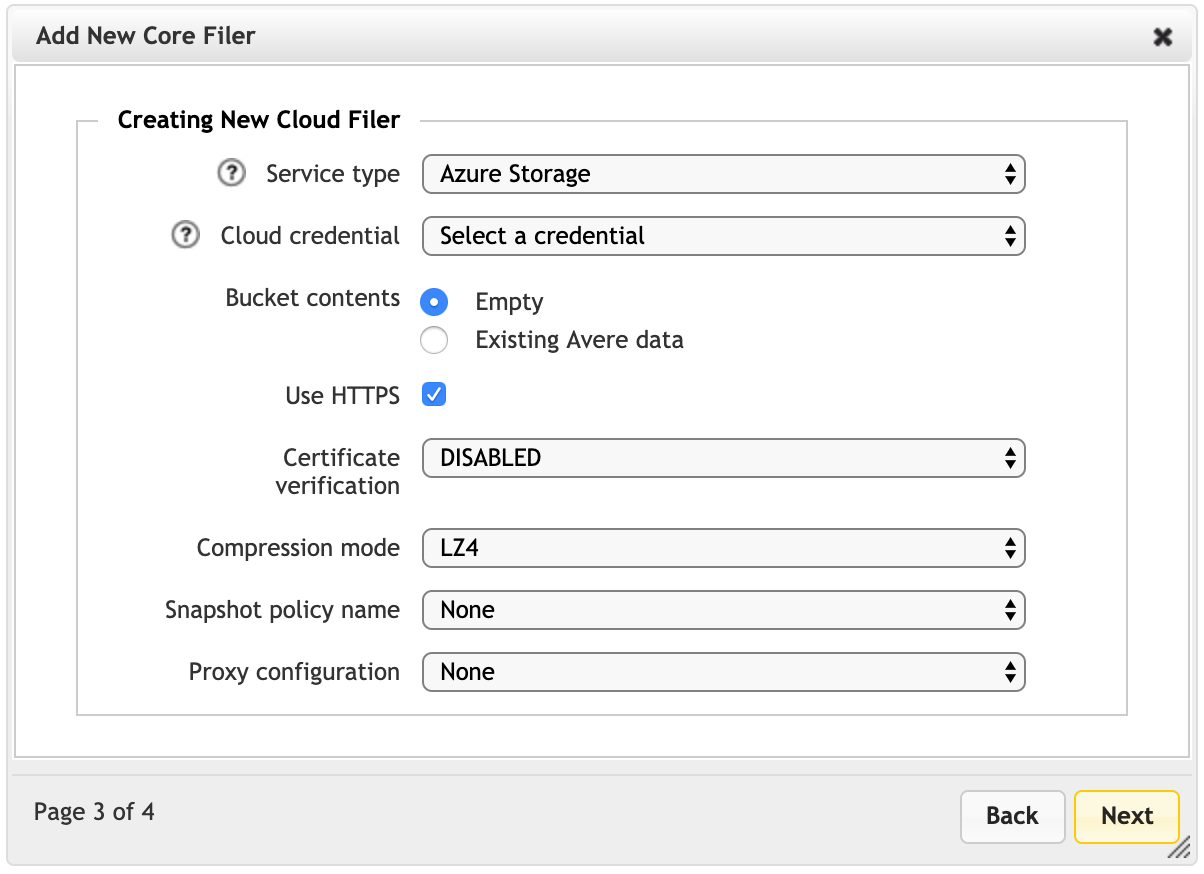 Add New Core Filer
Creating New Cloud Filer
? Service type Azure Storage
? Cloud credential Select a credential
Bucket contents Empty
Existing Avere data
Use HTTPS
Certificate verification DISABLED
Compression mode LZ4
Snapshot policy name None
Proxy configuration None
Page 3 of 4 Back Next